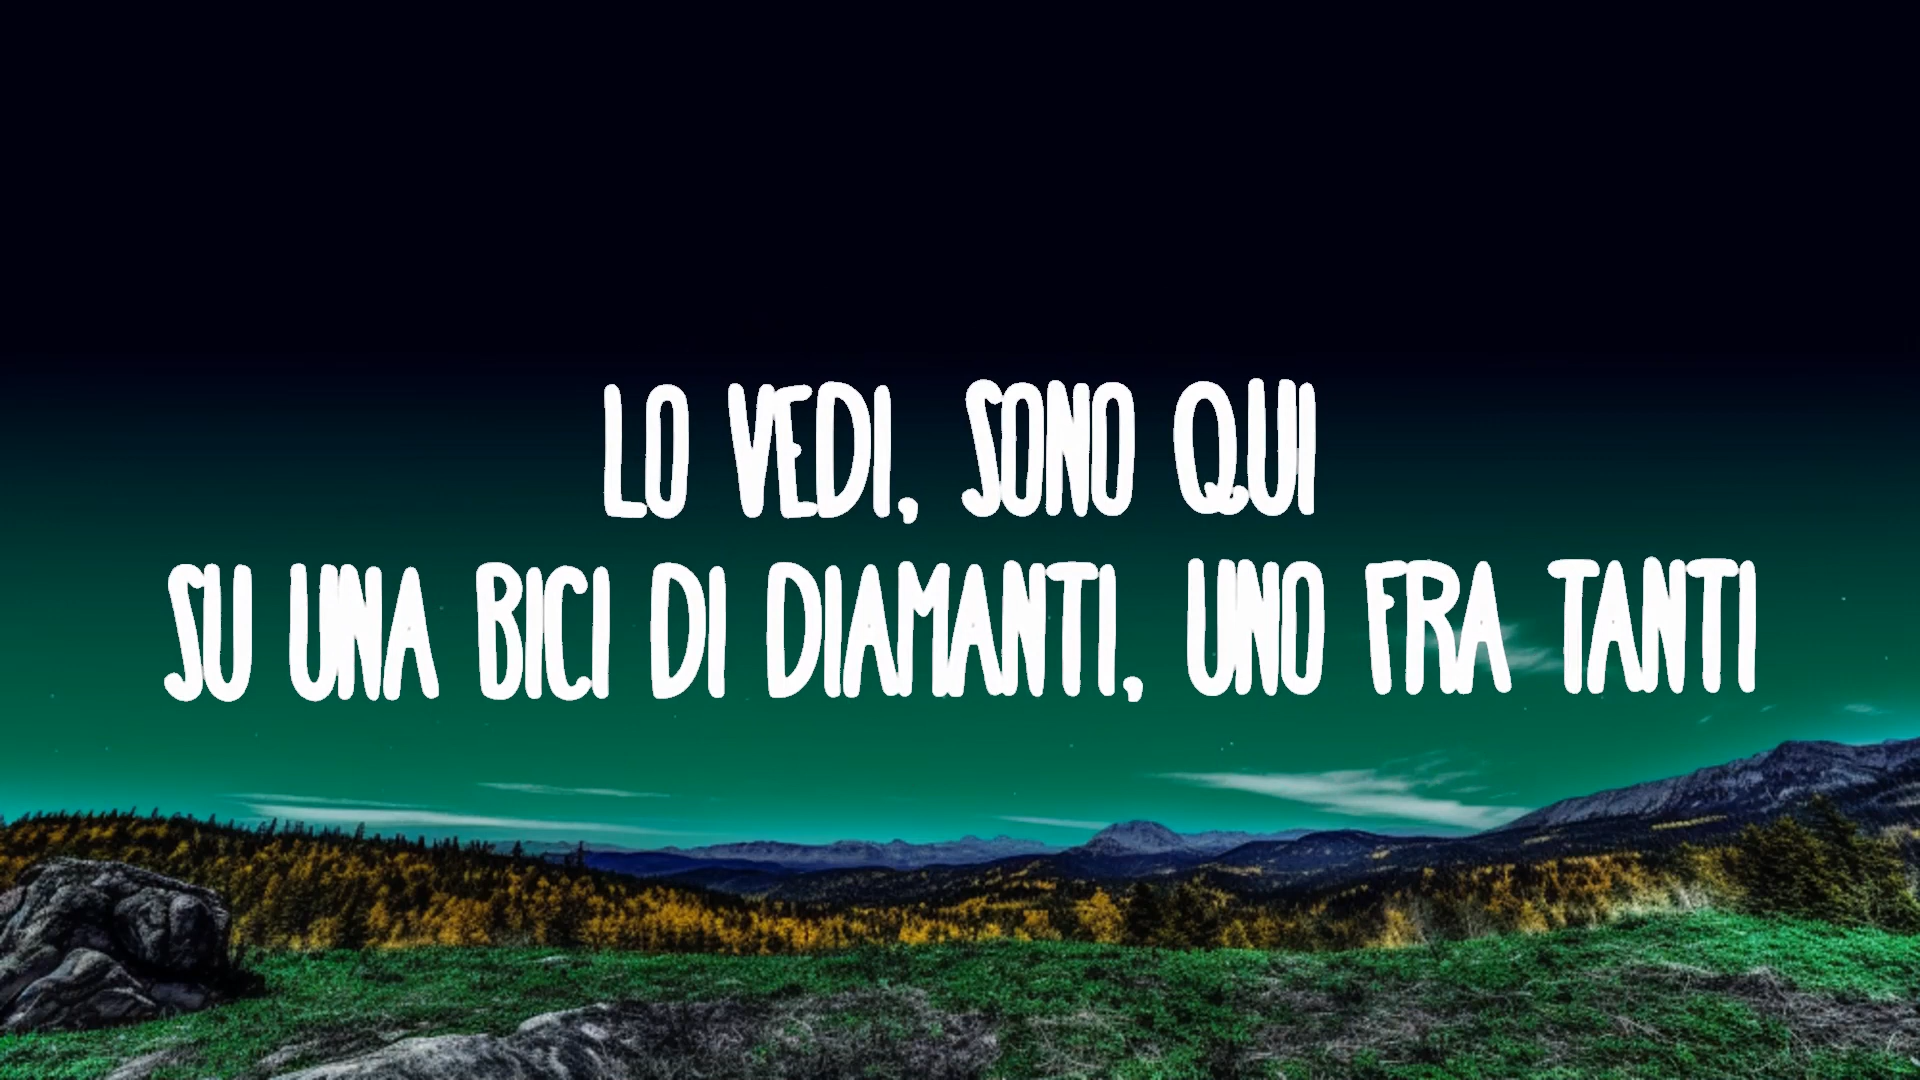 LO VEDI, SONO QUI
SU UNA BICI DI DIAMANTI, UNO FRA TANTI